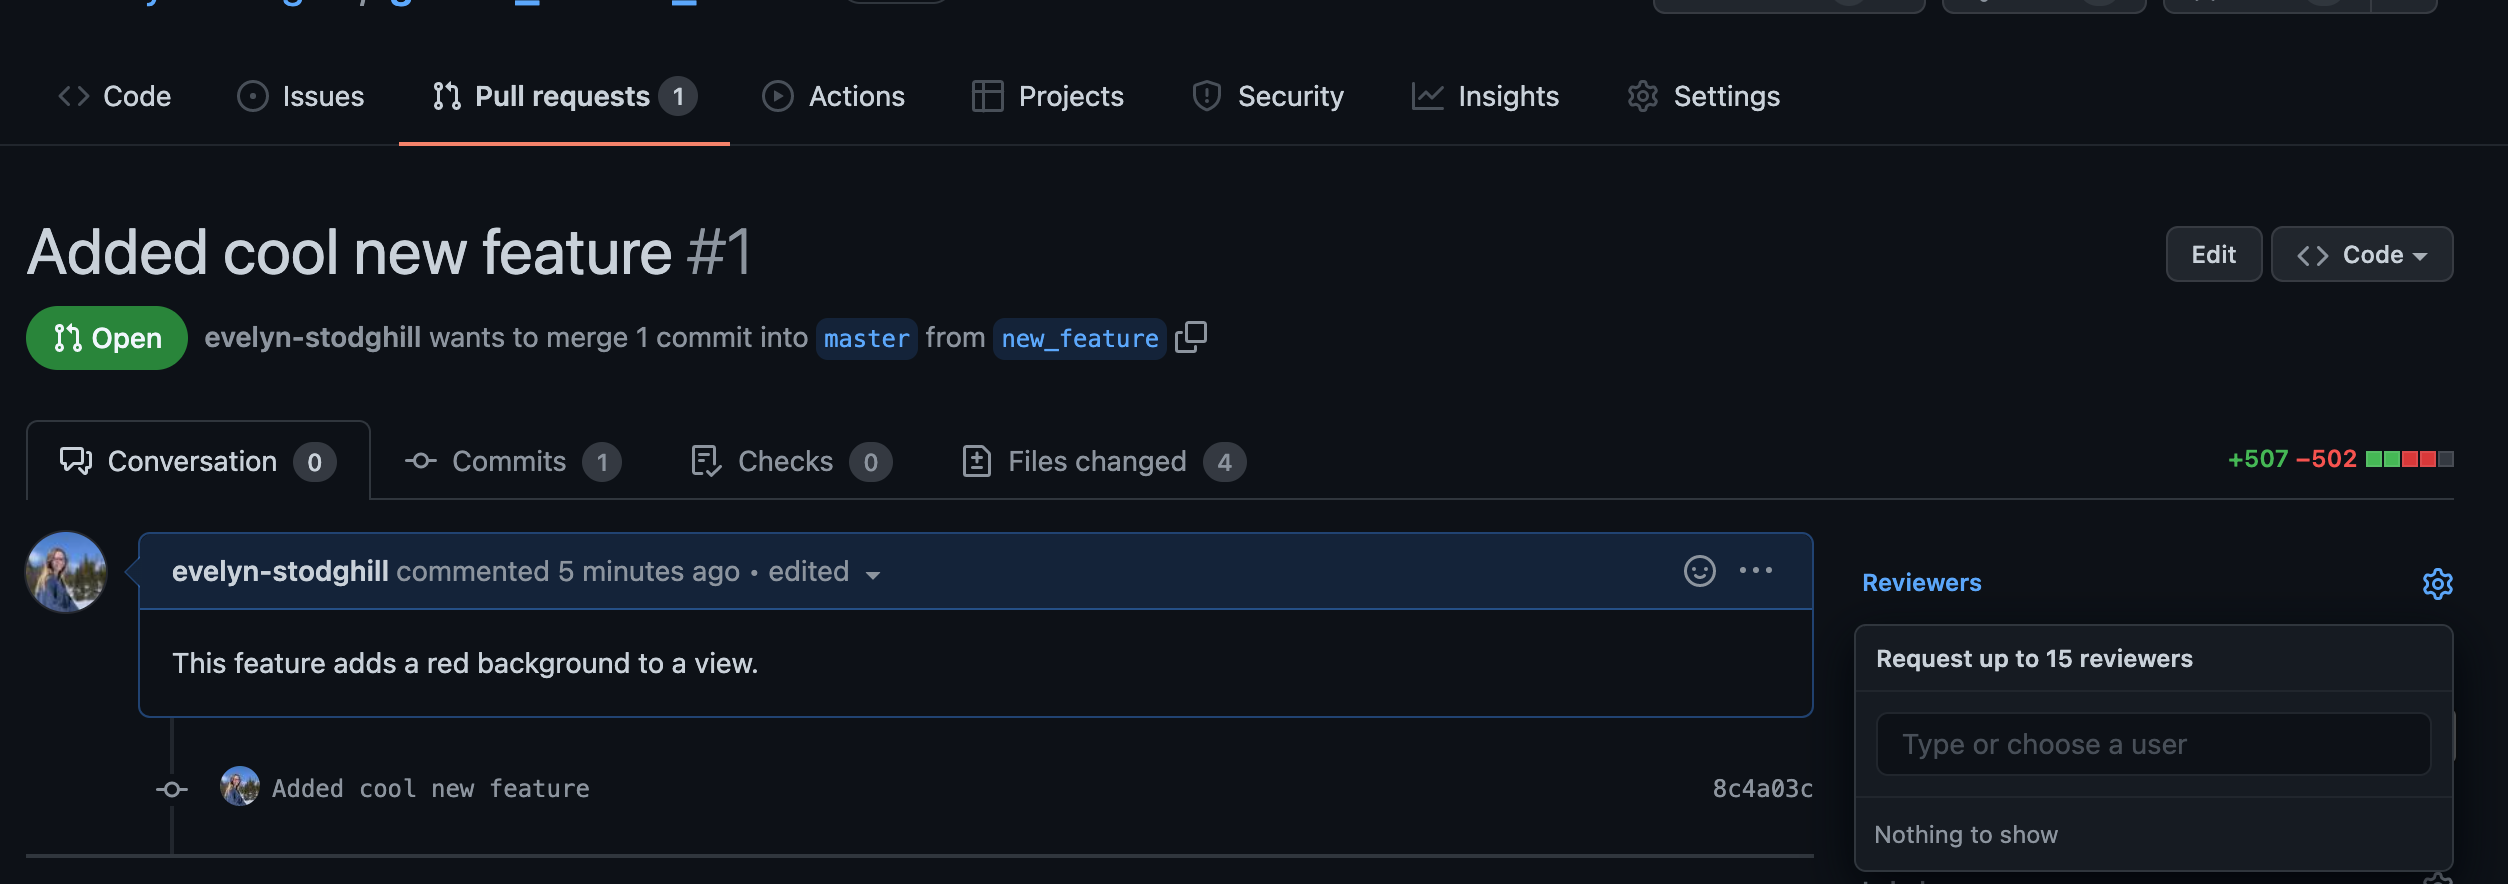 Code Issues Pull requests 1 Actions Projects Security Insights Settings
Added cool new feature #1
Edit Code
Open evelyn-stodghill wants to merge 1 commit into master from new_feature
Conversation 0 Commits 1 Checks 0 Files changed 4
+507 −502
evelyn-stodghill commented 5 minutes ago • edited
This feature adds a red background to a view.
Added cool new feature 8c4a03c
Reviewers
Request up to 15 reviewers
Type or choose a user
Nothing to show